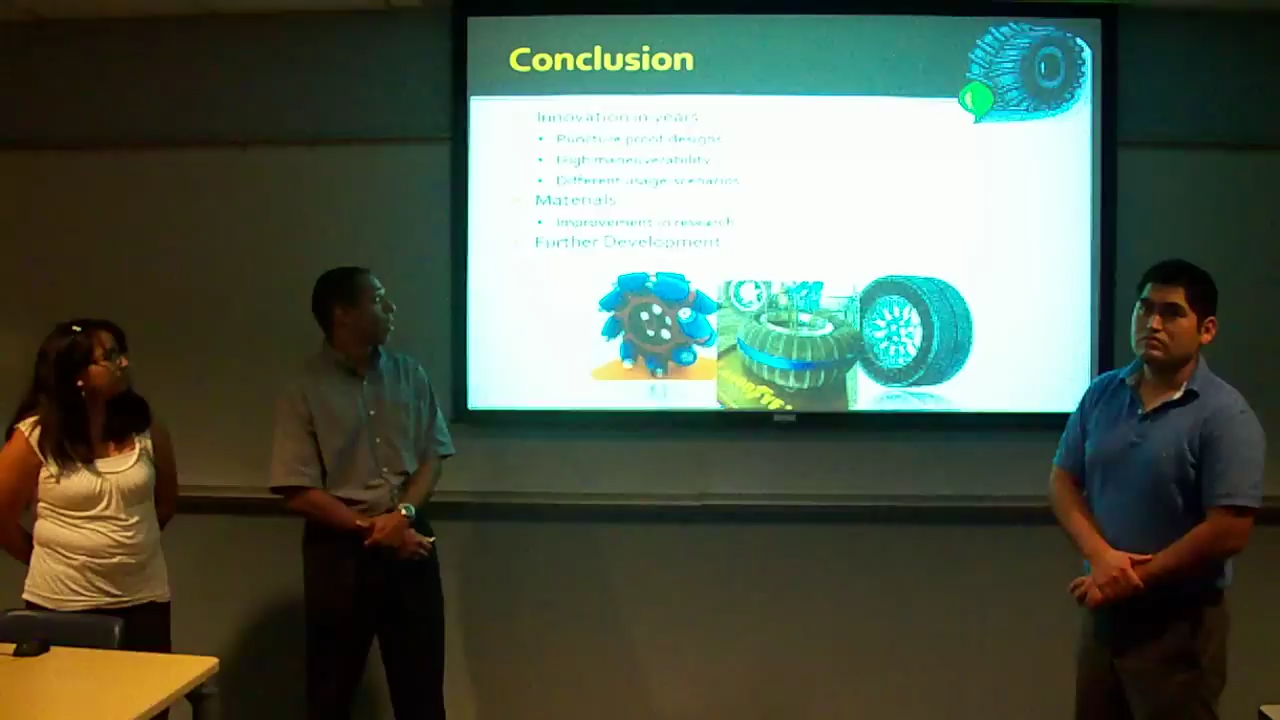 Conclusion
Innovation in years
Puncture proof designs
High maneuverability
Different usage scenarios
Materials
Improvement in research
Further Development